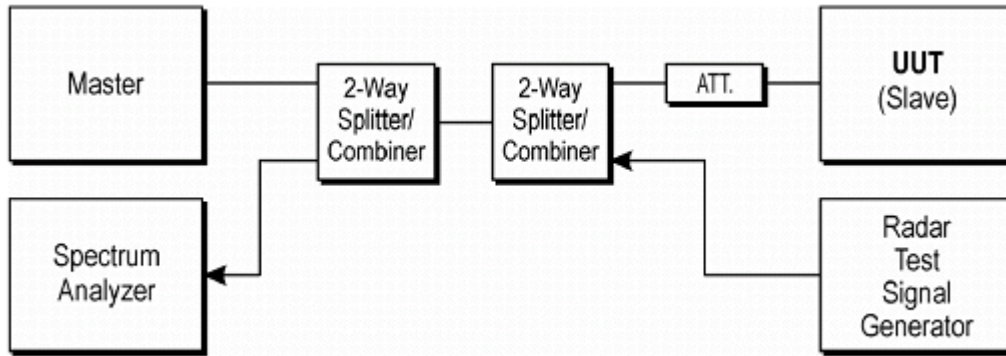 Master
2-Way
Splitter/
Combiner
2-Way
Splitter/
Combiner
ATT.
UUT
(Slave)
Spectrum
Analyzer
Radar
Test
Signal
Generator